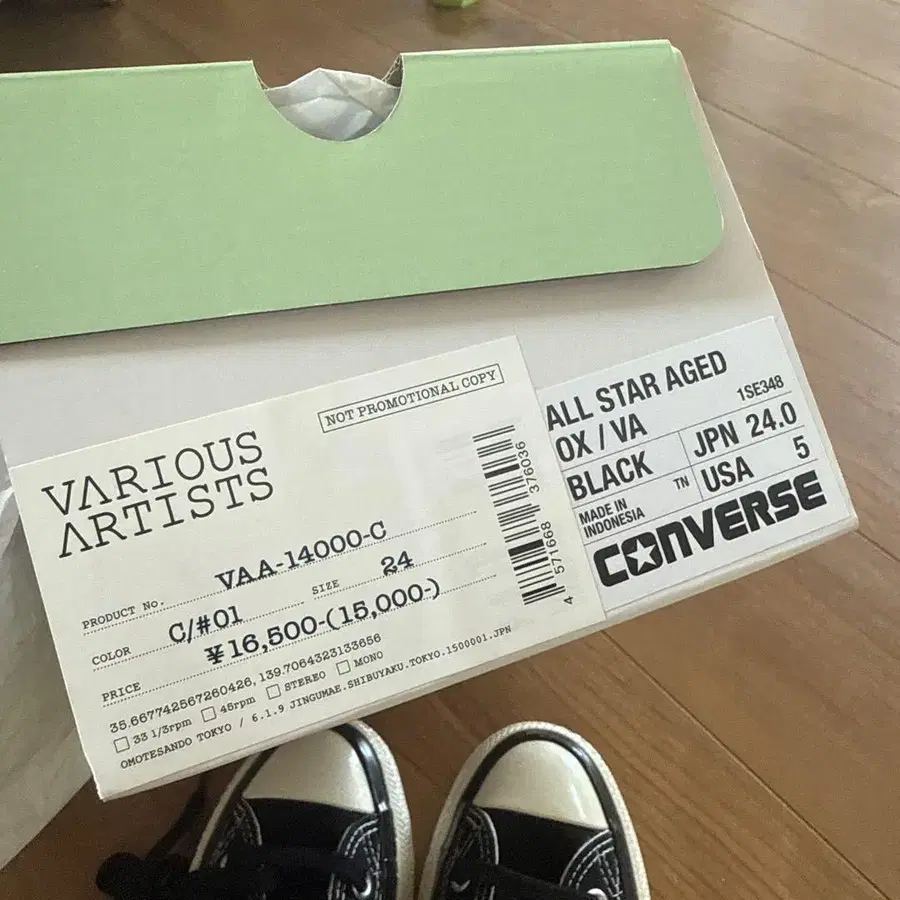 NOT PROMOTIONAL COPY
VΛRIOUS
ΛRTISTS
PRODUCT No. VAA-14000-C
COLOR C/#01 SIZE 24
PRICE ¥16,500-(15,000-)
35.667742567260426, 139.7064323133656
33 1/3rpm 45rpm STEREO MONO
OMOTESANDO TOKYO / 6.1.9 JINGUMAE.SHIBUYAKU.TOKYO.1500001.JPN
4 571668 376036
ALL STAR AGED
OX / VA 1SE348
BLACK JPN 24.0
MADE IN INDONESIA TN USA 5
CONVERSE